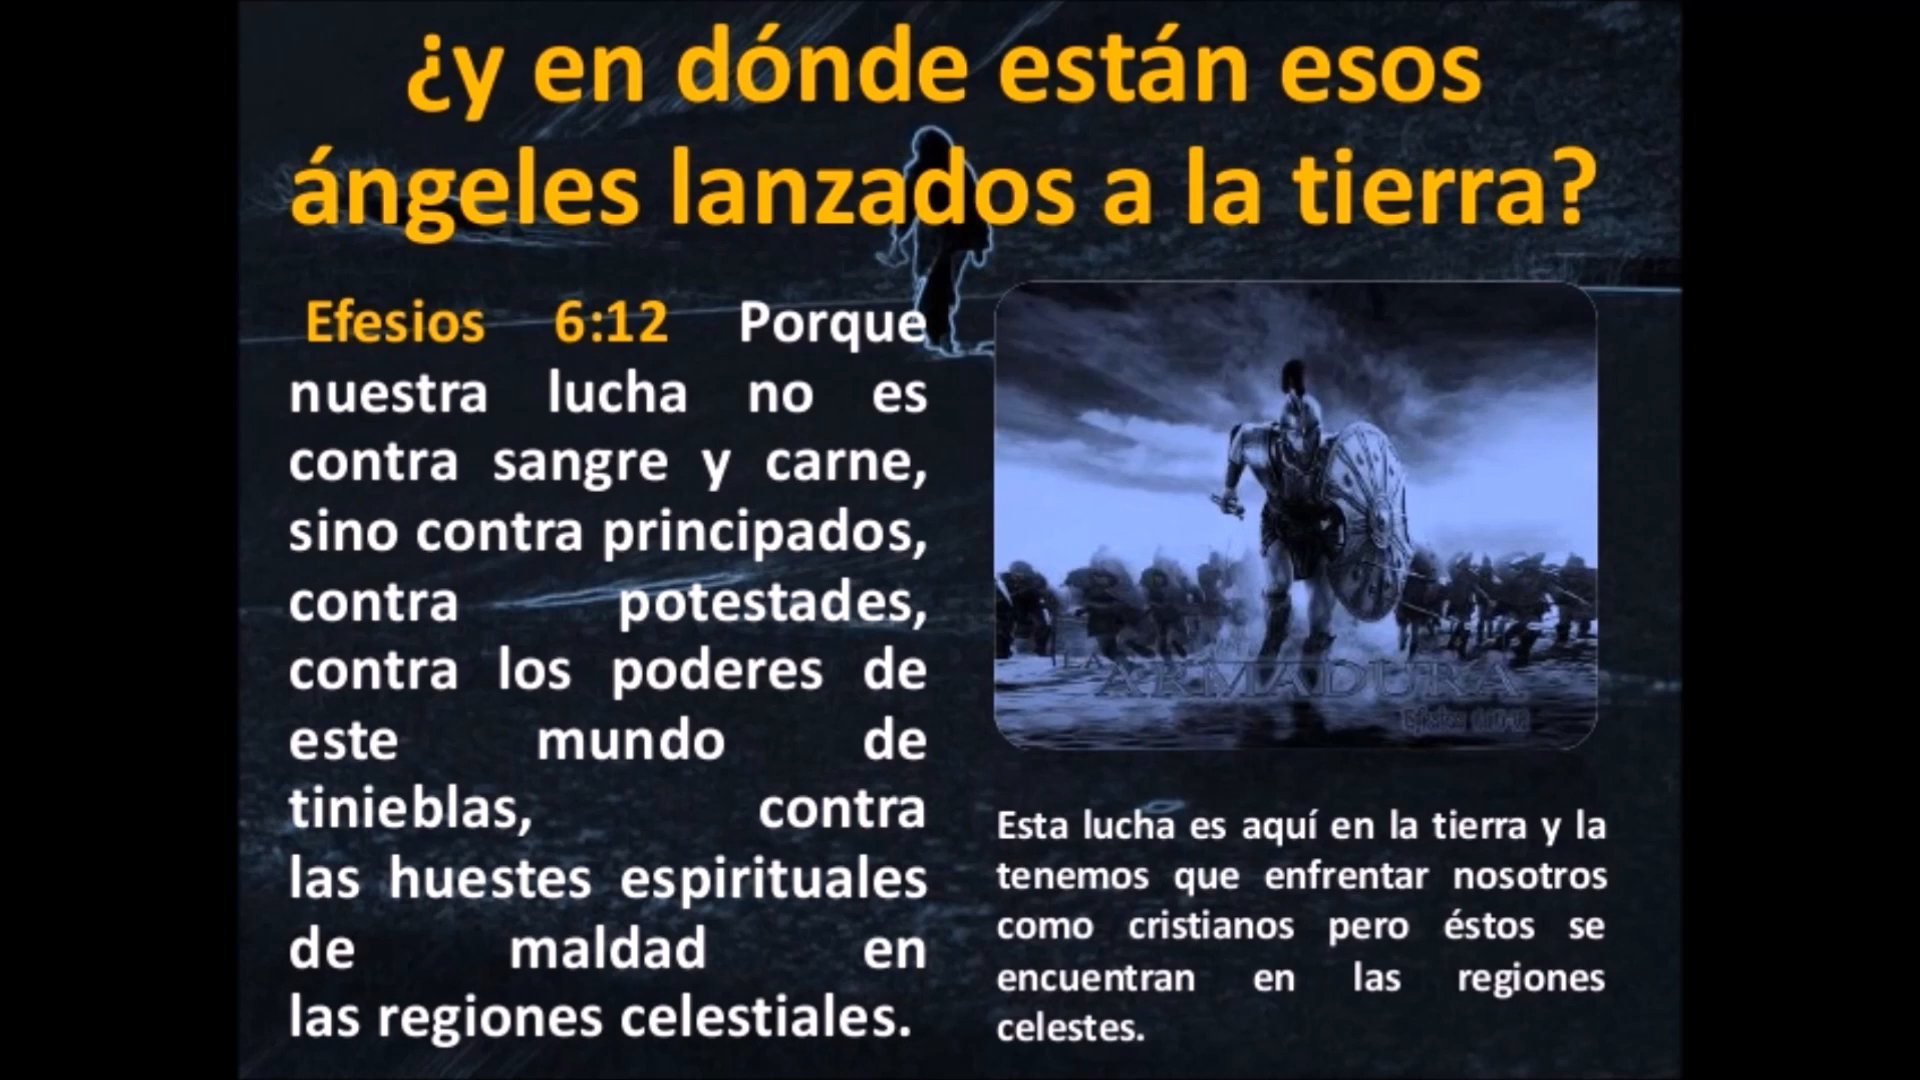 ¿y en dónde están esos
ángeles lanzados a la tierra?
Efesios 6:12 Porque
nuestra lucha no es
contra sangre y carne,
sino contra principados,
contra potestades,
contra los poderes de
este mundo de
tinieblas, contra
las huestes espirituales
de maldad en
las regiones celestiales.
LA
ARMADURA
Esta lucha es aquí en la tierra y la
tenemos que enfrentar nosotros
como cristianos pero éstos se
encuentran en las regiones
celestes.